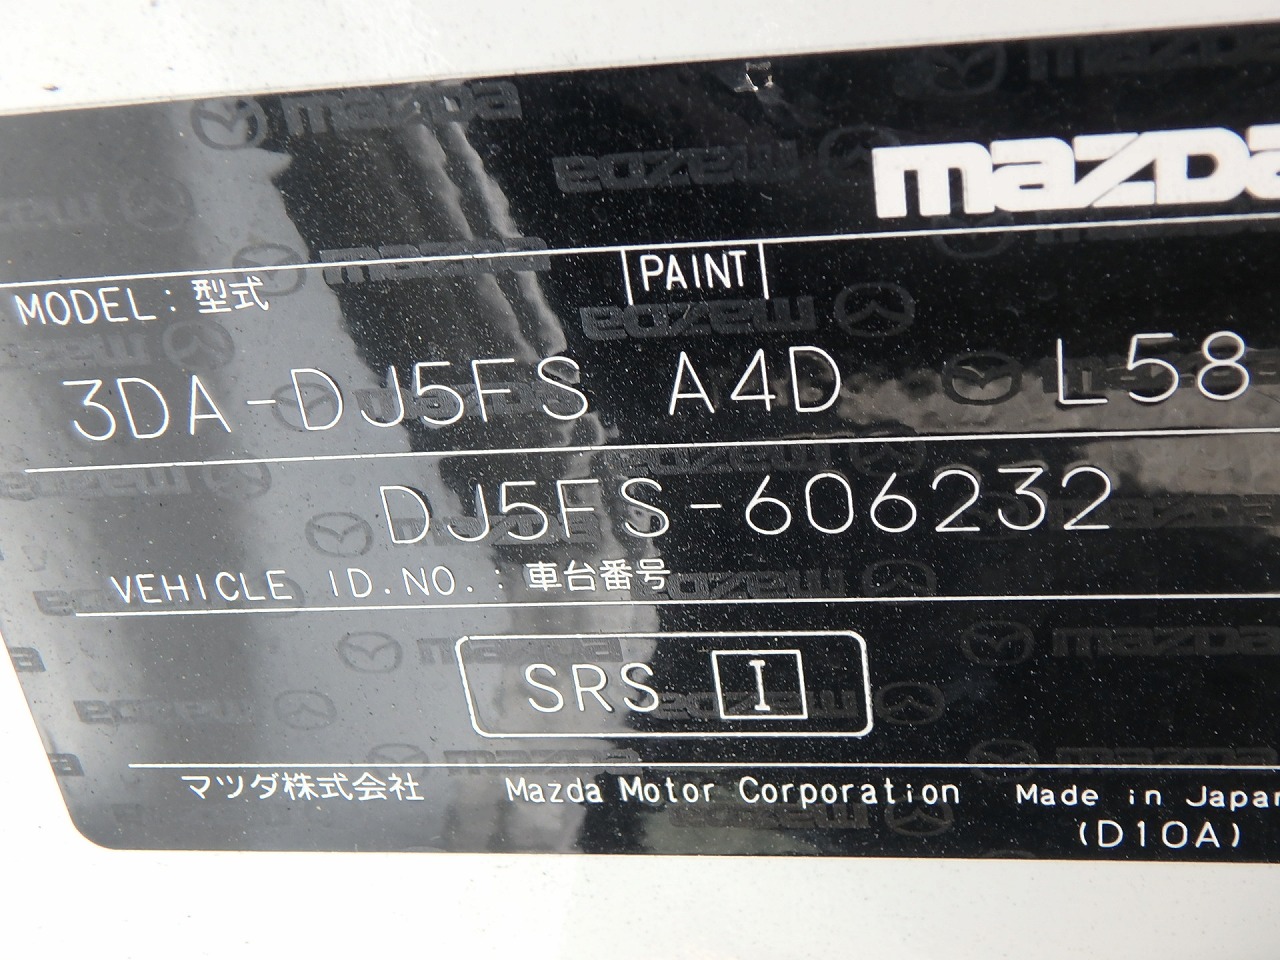 mazda
MODEL: 型式 PAINT
3DA-DJ5FS A4D L58
DJ5FS-606232
VEHICLE ID.NO.: 車台番号
SRS I
マツダ株式会社 Mazda Motor Corporation Made in Japan
(D10A)